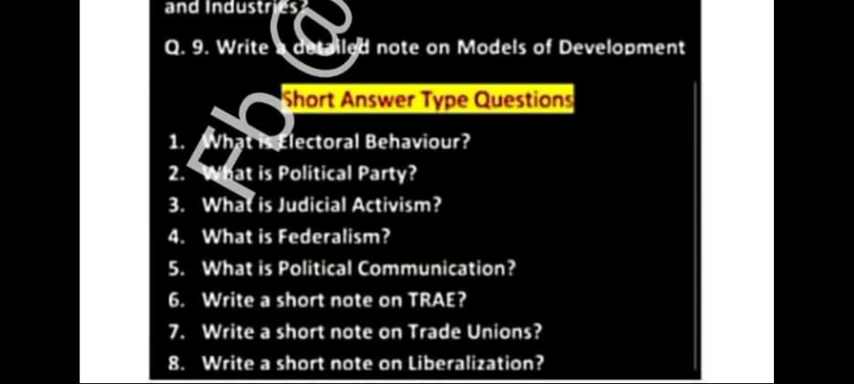 and Industries?
Q. 9. Write a detailed note on Models of Development
Short Answer Type Questions
1. What is Electoral Behaviour?
2. What is Political Party?
3. What is Judicial Activism?
4. What is Federalism?
5. What is Political Communication?
6. Write a short note on TRAE?
7. Write a short note on Trade Unions?
8. Write a short note on Liberalization?
Fb @